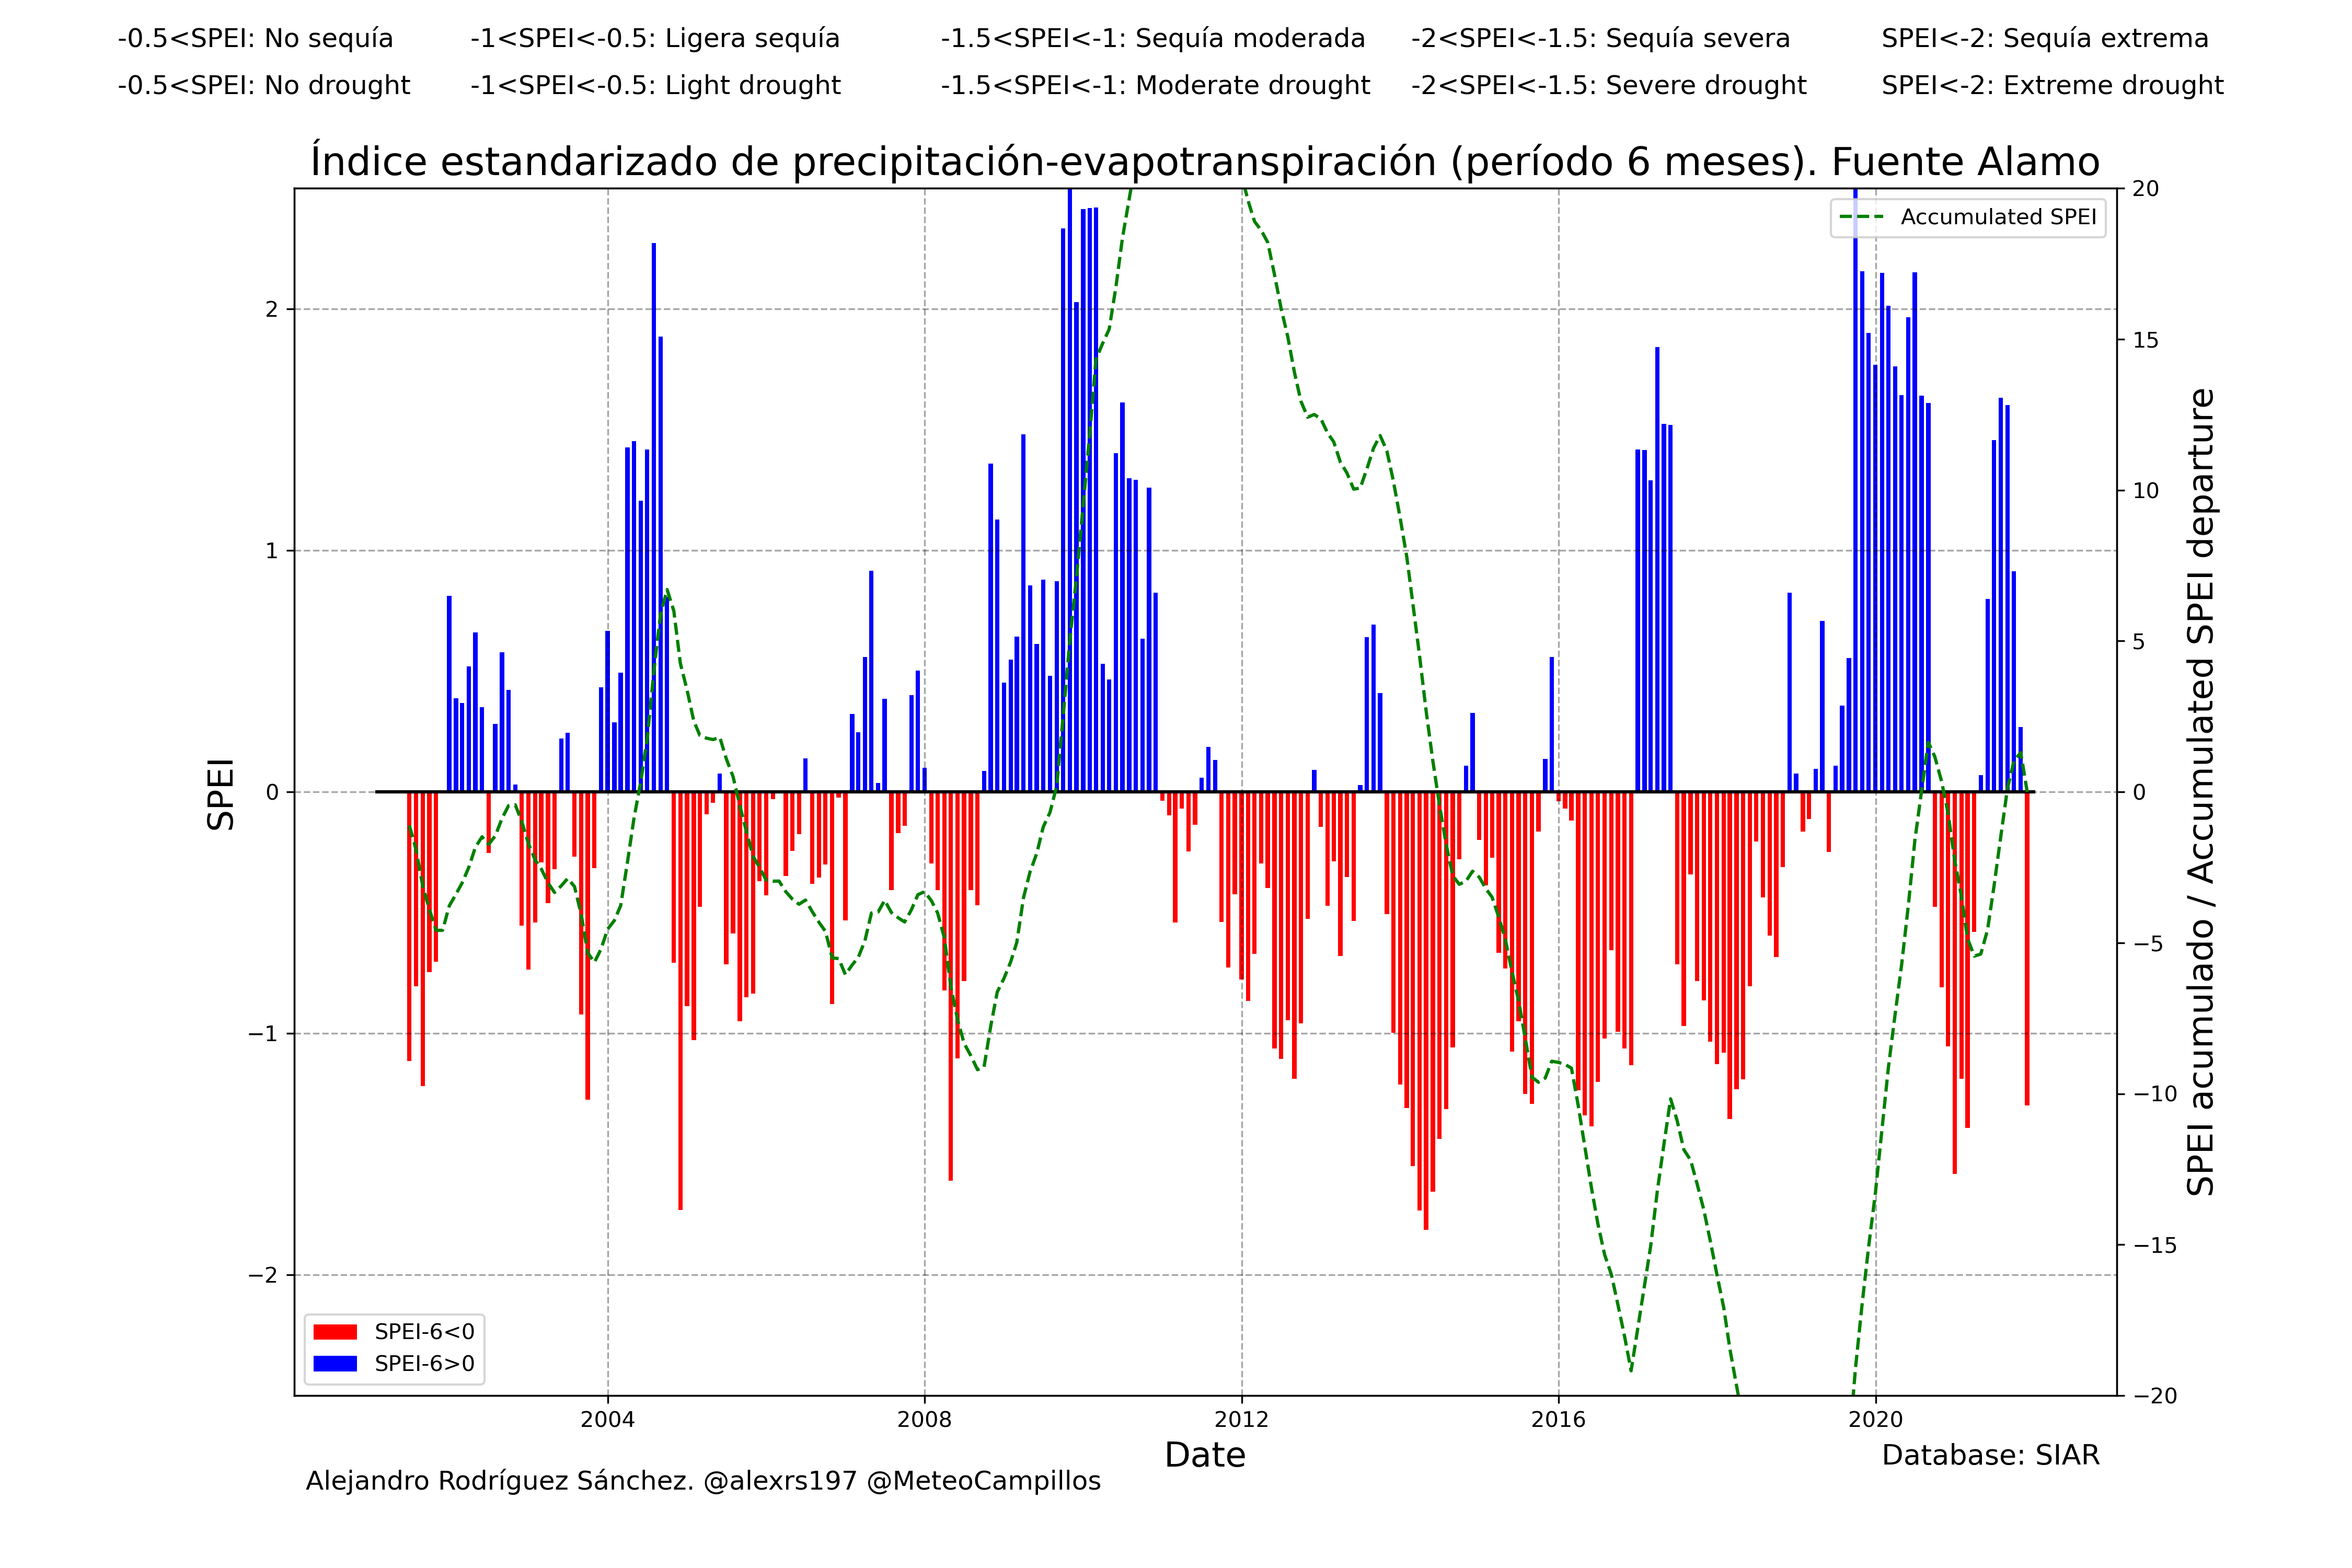 -0.5<SPEI: No sequía -1<SPEI<-0.5: Ligera sequía -1.5<SPEI<-1: Sequía moderada -2<SPEI<-1.5: Sequía severa SPEI<-2: Sequía extrema
-0.5<SPEI: No drought -1<SPEI<-0.5: Light drought -1.5<SPEI<-1: Moderate drought -2<SPEI<-1.5: Severe drought SPEI<-2: Extreme drought
Índice estandarizado de precipitación-evapotranspiración (período 6 meses). Fuente Alamo
Accumulated SPEI
SPEI
2
1
0
−1
−2
20
15
10
5
0
−5
−10
−15
−20
SPEI acumulado / Accumulated SPEI departure
SPEI-6<0
SPEI-6>0
2004 2008 2012 2016 2020
Date
Database: SIAR
Alejandro Rodríguez Sánchez. @alexrs197 @MeteoCampillos